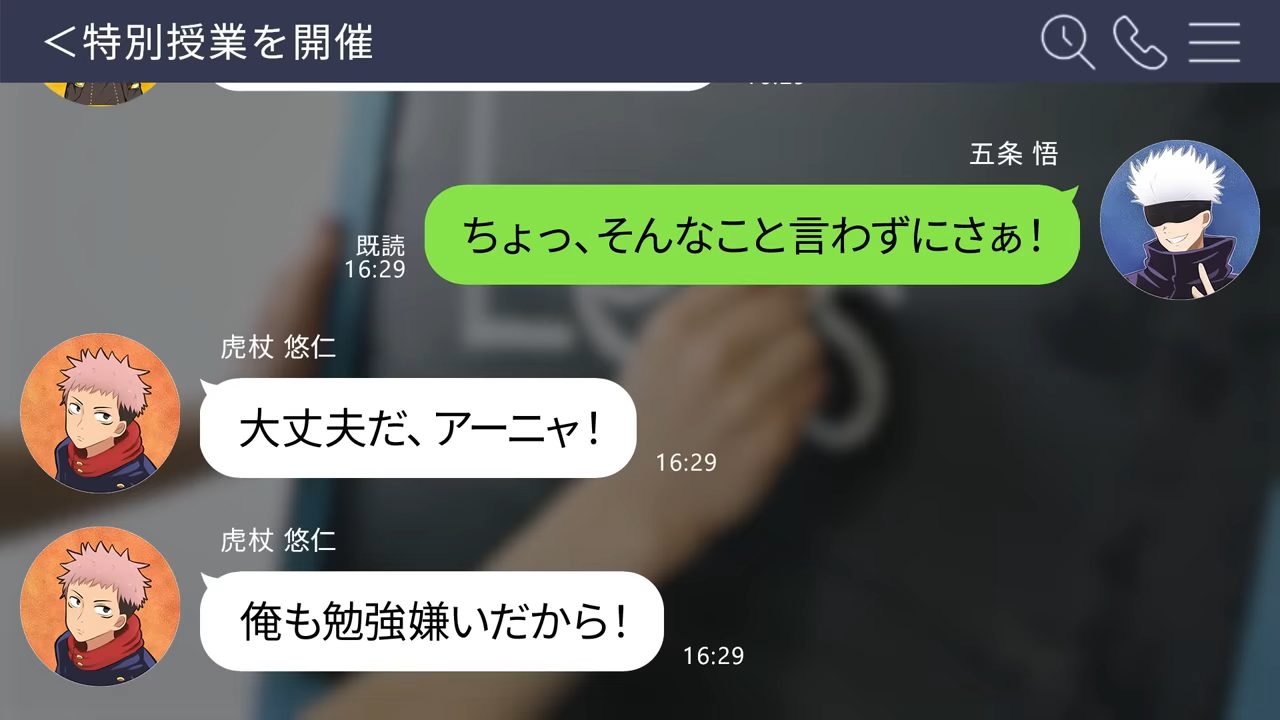 <特別授業を開催
五条 悟
ちょっ、そんなこと言わずにさぁ!
既読
16:29
虎杖 悠仁
大丈夫だ、アーニャ!
16:29
虎杖 悠仁
俺も勉強嫌いだから!
16:29